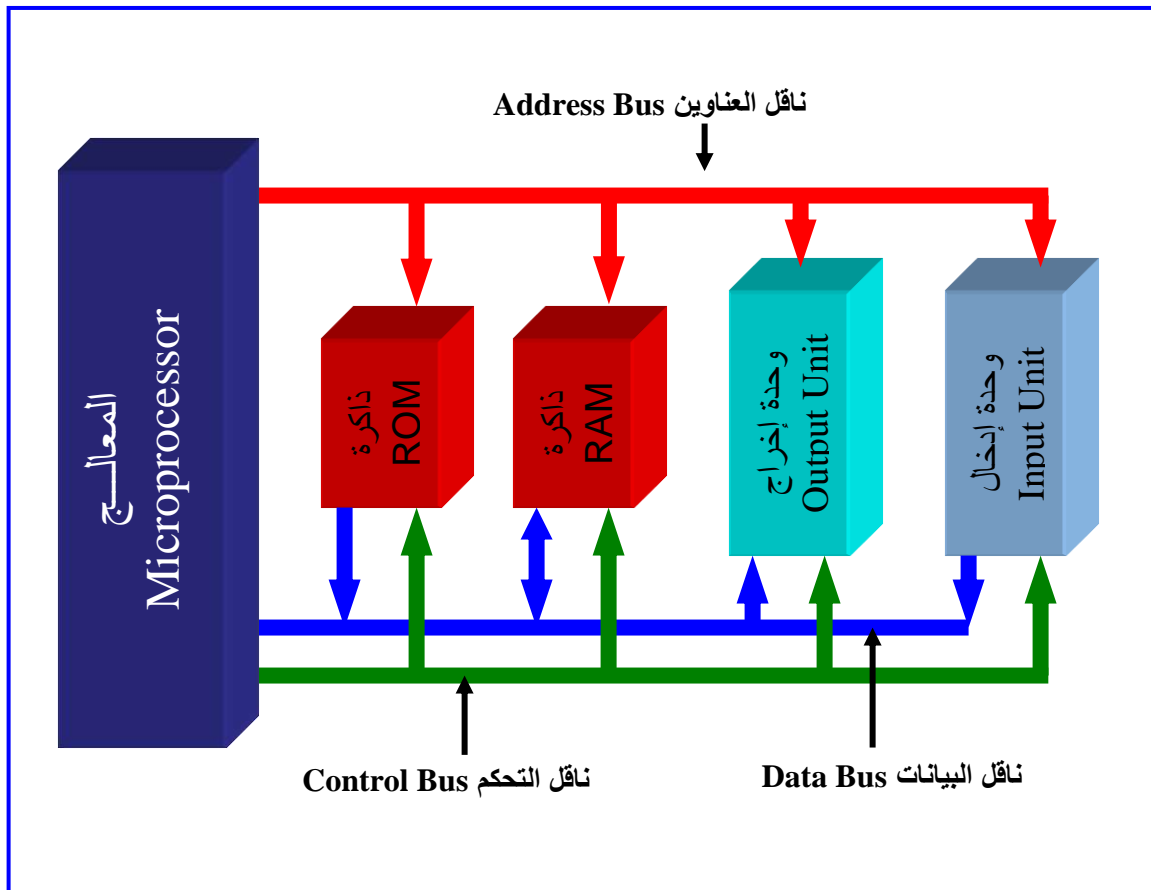 ناقل العناوين Address Bus
المعالـــج
Microprocessor
ذاكرة
ROM
ذاكرة
RAM
وحدة إخراج
Output Unit
وحدة إدخال
Input Unit
ناقل التحكم Control Bus
ناقل البيانات Data Bus